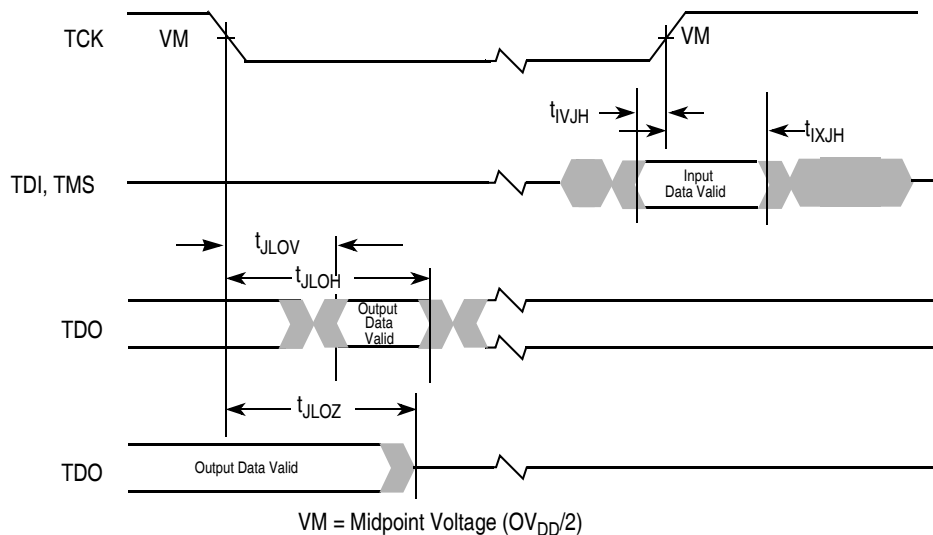 TCK
VM
VM
tIVJH
tIXJH
TDI, TMS
Input
Data Valid
tJLOV
tJLOH
TDO
Output
Data
Valid
tJLOZ
TDO
Output Data Valid
VM = Midpoint Voltage (OVDD/2)